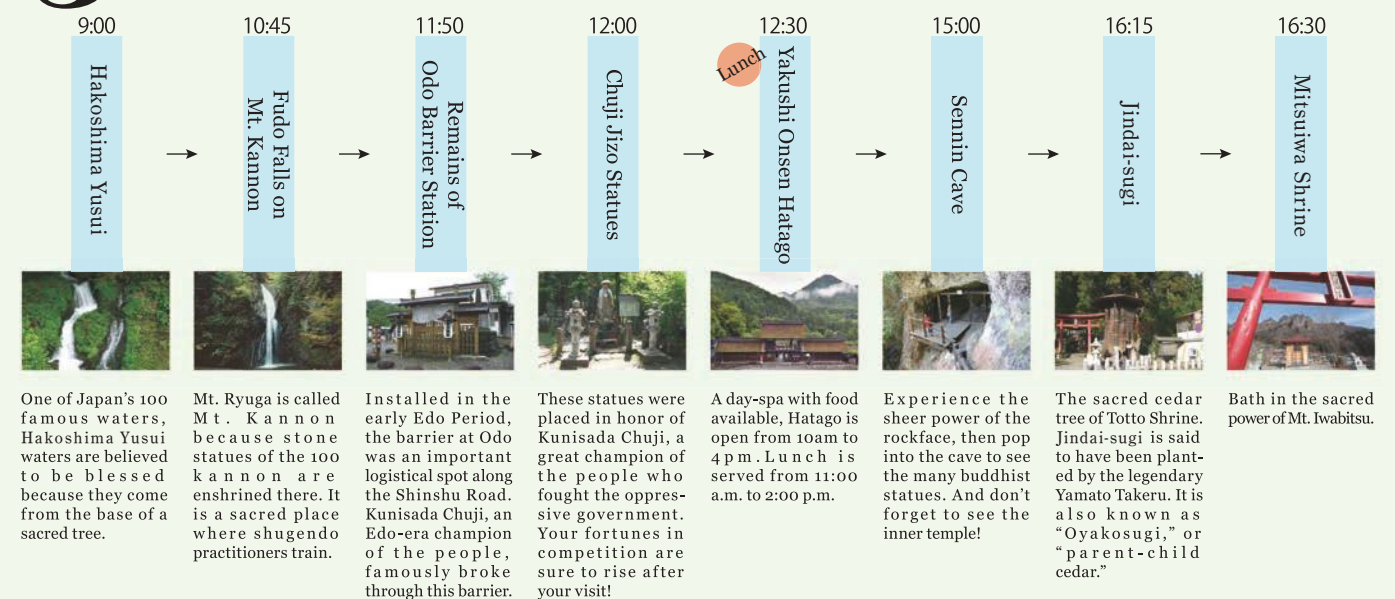 9:00
Hakoshima Yusui
One of Japan's 100
famous waters,
Hakoshima Yusui
waters are believed
to be blessed
because they come
from the base of a
sacred tree.
10:45
Fudo Falls on
Mt. Kannon
Mt. Ryuga is called
Mt. Kannon
because stone
statues of the 100
kannon are
enshrined there. It
is a sacred place
where shugendo
practitioners train.
11:50
Remains of
Odo Barrier Station
Installed in the
early Edo Period,
the barrier at Odo
was an important
logistical spot along
the Shinshu Road.
Kunisada Chuji, an
Edo-era champion
of the people,
famously broke
through this barrier.
12:00
Chuji Jizo Statues
These statues were
placed in honor of
Kunisada Chuji, a
great champion of
the people who
fought the oppres-
sive government.
Your fortunes in
competition are
sure to rise after
your visit!
12:30
Lunch
Yakushi Onsen Hatago
A day-spa with food
available, Hatago is
open from 10am to
4pm. Lunch is
served from 11:00
a.m. to 2:00 p.m.
15:00
Sennin Cave
Experience the
sheer power of the
rockface, then pop
into the cave to see
the many buddhist
statues. And don't
forget to see the
inner temple!
16:15
Jindai-sugi
The sacred cedar
tree of Totto Shrine.
Jindai-sugi is said
to have been plant-
ed by the legendary
Yamato Takeru. It is
also known as
"Oyakosugi," or
"parent-child
cedar."
16:30
Mitsuiwa Shrine
Bath in the sacred
power of Mt. Iwabitsu.